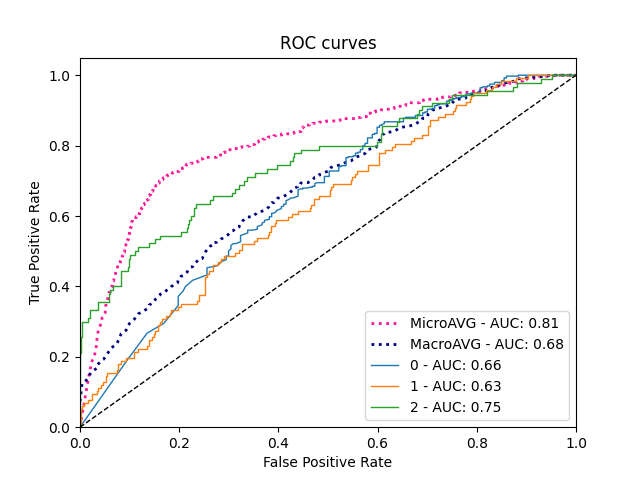 ROC curves
True Positive Rate
1.0
0.8
0.6
0.4
0.2
0.0
MicroAVG - AUC: 0.81
MacroAVG - AUC: 0.68
0 - AUC: 0.66
1 - AUC: 0.63
2 - AUC: 0.75
0.0 0.2 0.4 0.6 0.8 1.0
False Positive Rate